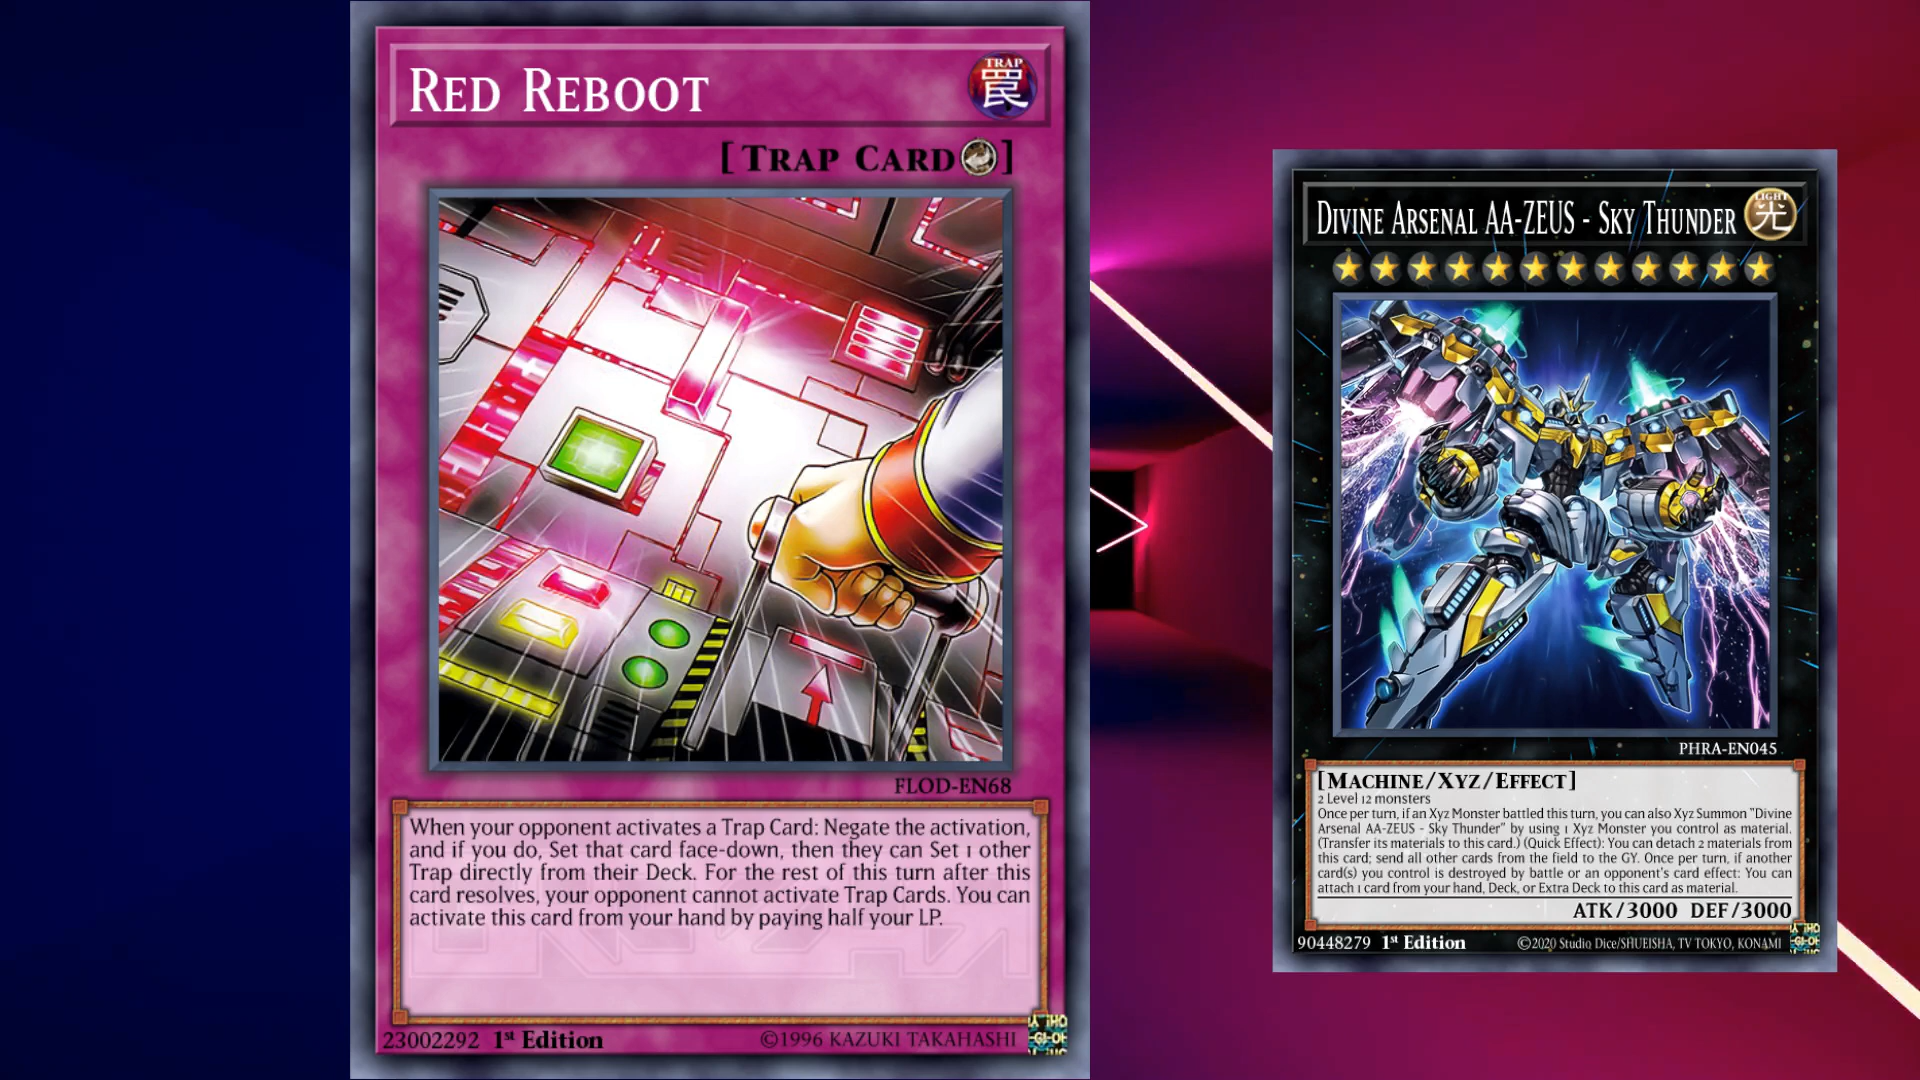 RED REBOOT
TRAP
罠
[TRAP CARD]
FLOD-EN68
When your opponent activates a Trap Card: Negate the activation,
and if you do, Set that card face-down, then they can Set 1 other
Trap directly from their Deck. For the rest of this turn after this
card resolves, your opponent cannot activate Trap Cards. You can
activate this card from your hand by paying half your LP.
23002292 1st Edition
©1996 KAZUKI TAKAHASHI
DIVINE ARSENAL AA-ZEUS - SKY THUNDER
LIGHT
光
PHRA-EN045
[MACHINE/XYZ/EFFECT]
2 Level 12 monsters
Once per turn, if an Xyz Monster battled this turn, you can also Xyz Summon "Divine
Arsenal AA-ZEUS - Sky Thunder" by using 1 Xyz Monster you control as material.
(Transfer its materials to this card.) (Quick Effect): You can detach 2 materials from
this card; send all other cards from the field to the GY. Once per turn, if another
card(s) you control is destroyed by battle or an opponent's card effect: You can
attach 1 card from your hand, Deck, or Extra Deck to this card as material.
ATK/3000 DEF/3000
90448279 1st Edition
©2020 Studio Dice/SHUEISHA, TV TOKYO, KONAMI